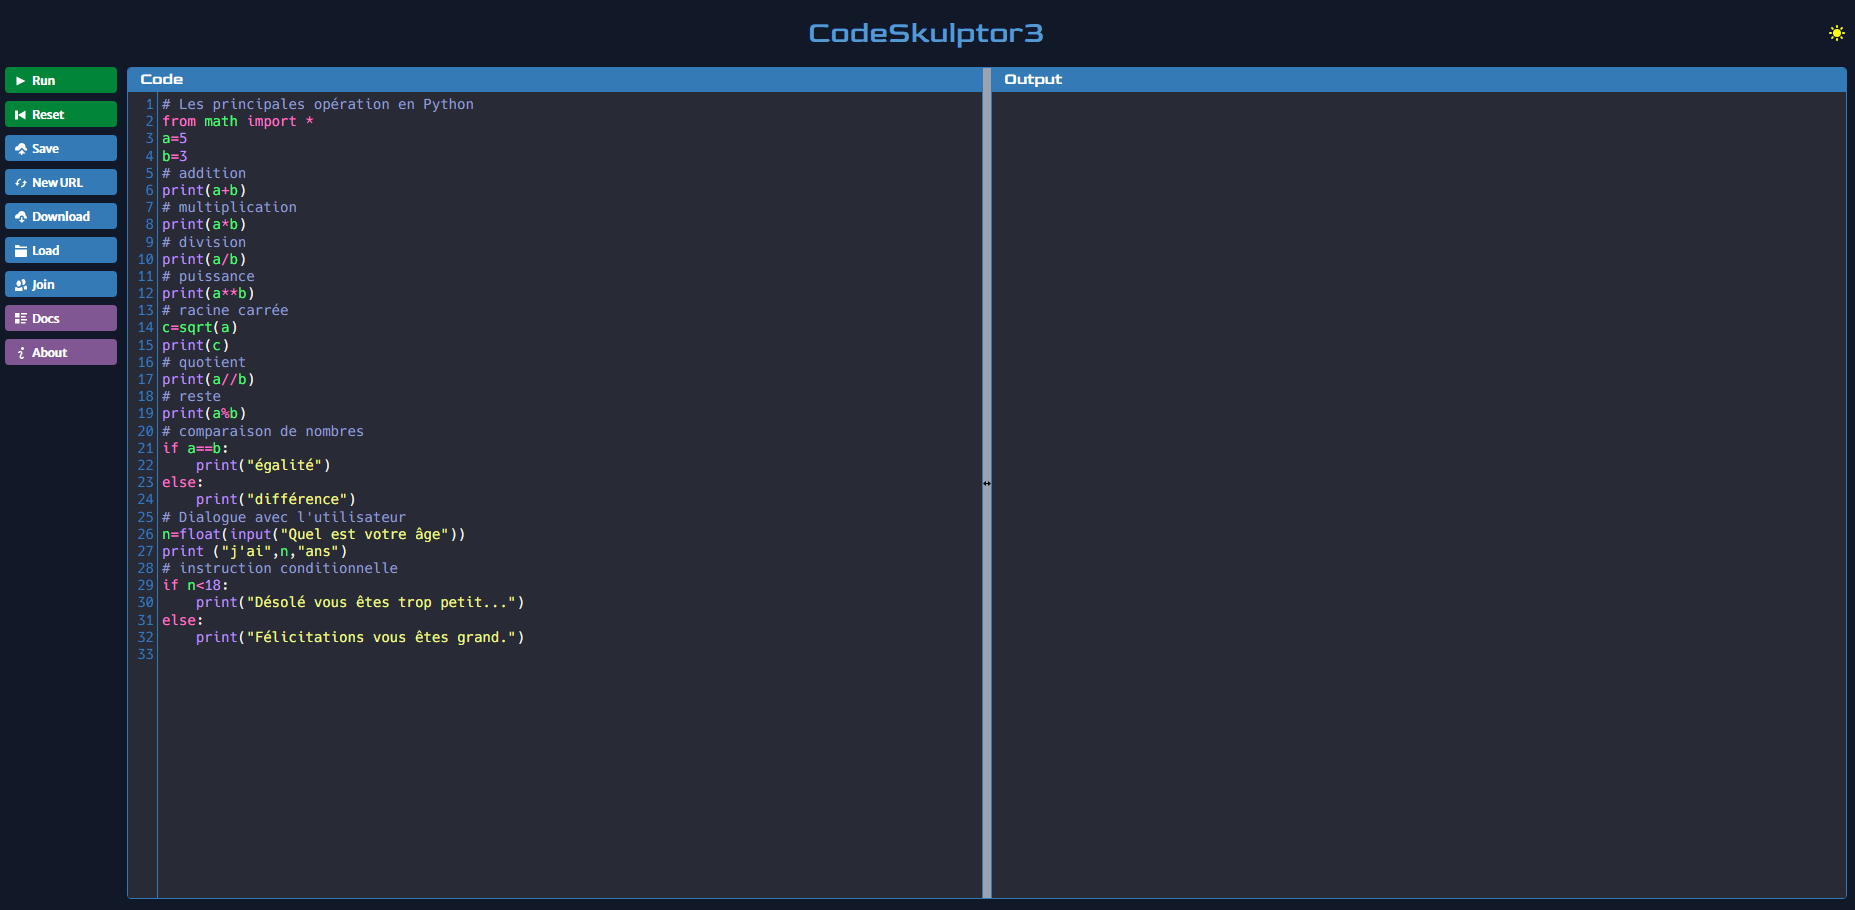 CodeSkulptor3
Run
Reset
Save
New URL
Download
Load
Join
Docs
About
Code
1 # Les principales opération en Python
2 from math import *
3 a=5
4 b=3
5 # addition
6 print(a+b)
7 # multiplication
8 print(a*b)
9 # division
10 print(a/b)
11 # puissance
12 print(a**b)
13 # racine carrée
14 c=sqrt(a)
15 print(c)
16 # quotient
17 print(a//b)
18 # reste
19 print(a%b)
20 # comparaison de nombres
21 if a==b:
22     print("égalité")
23 else:
24     print("différence")
25 # Dialogue avec l'utilisateur
26 n=float(input("Quel est votre âge"))
27 print ("j'ai",n,"ans")
28 # instruction conditionnelle
29 if n<18:
30     print("Désolé vous êtes trop petit...")
31 else:
32     print("Félicitations vous êtes grand.")
33
Output